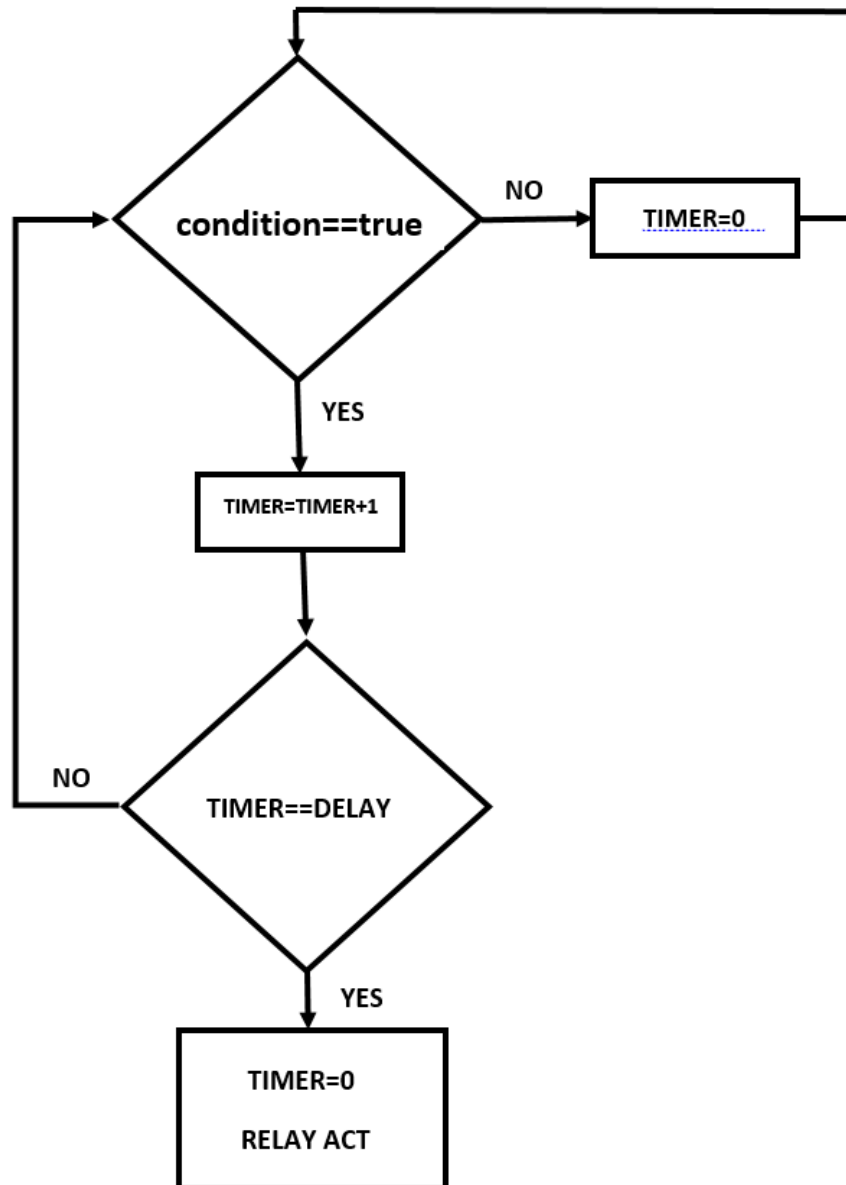 condition==true
NO
TIMER=0
YES
TIMER=TIMER+1
NO
TIMER==DELAY
YES
TIMER=0
RELAY ACT